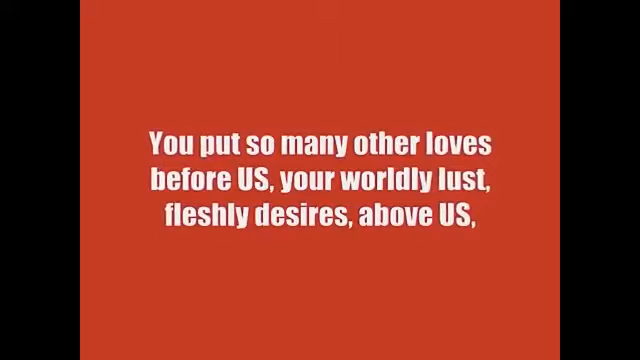 You put so many other loves
before US, your worldly lust,
fleshly desires, above US,